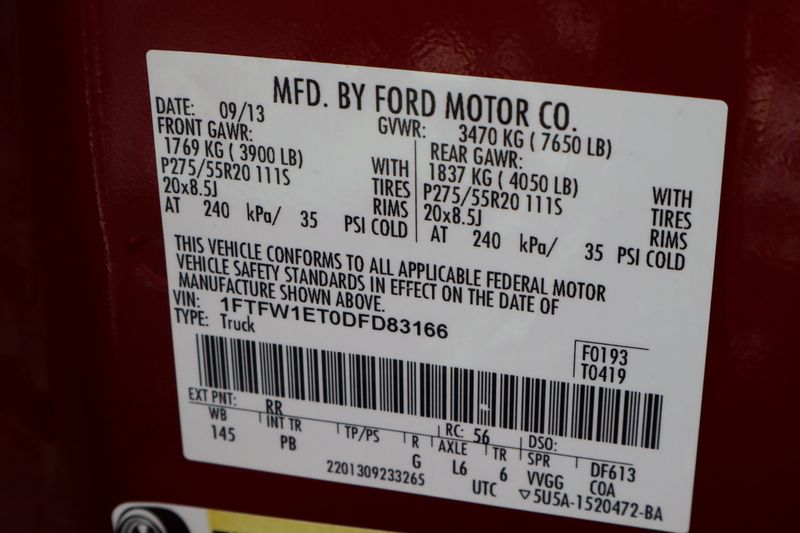 MFD. BY FORD MOTOR CO.
DATE: 09/13 GVWR: 3470 KG ( 7650 LB)
FRONT GAWR: REAR GAWR:
1769 KG ( 3900 LB) WITH 1837 KG ( 4050 LB) WITH
P275/55R20 111S TIRES P275/55R20 111S TIRES
20x8.5J RIMS 20x8.5J RIMS
AT 240 kPa/ 35 PSI COLD AT 240 kPa/ 35 PSI COLD
THIS VEHICLE CONFORMS TO ALL APPLICABLE FEDERAL MOTOR
VEHICLE SAFETY STANDARDS IN EFFECT ON THE DATE OF
MANUFACTURE SHOWN ABOVE.
VIN: 1FTFW1ET0DFD83166
TYPE: Truck
F0193
T0419
EXT PNT: RR RC: 56 DSO:
WB INT TR TP/PS R AXLE TR SPR DF613
145 PB G L6 6 VVGG COA
2201309233265 UTC ▽5U5A-1520472-BA